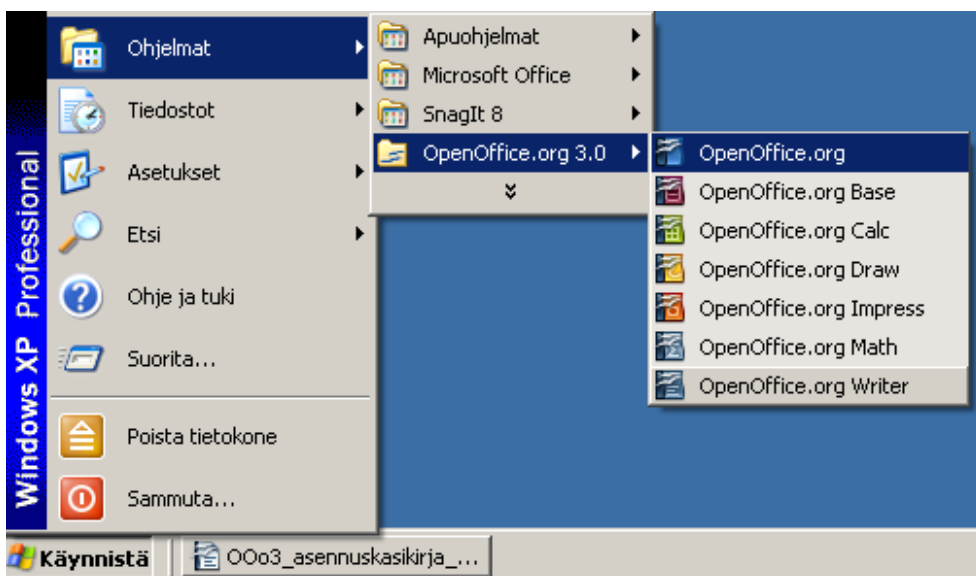 Windows XP Professional
Ohjelmat
Tiedostot
Asetukset
Etsi
Ohje ja tuki
Suorita...
Poista tietokone
Sammuta...
Apuohjelmat
Microsoft Office
SnagIt 8
OpenOffice.org 3.0
OpenOffice.org
OpenOffice.org Base
OpenOffice.org Calc
OpenOffice.org Draw
OpenOffice.org Impress
OpenOffice.org Math
OpenOffice.org Writer
Käynnistä
OOo3_asennuskasikirja_...